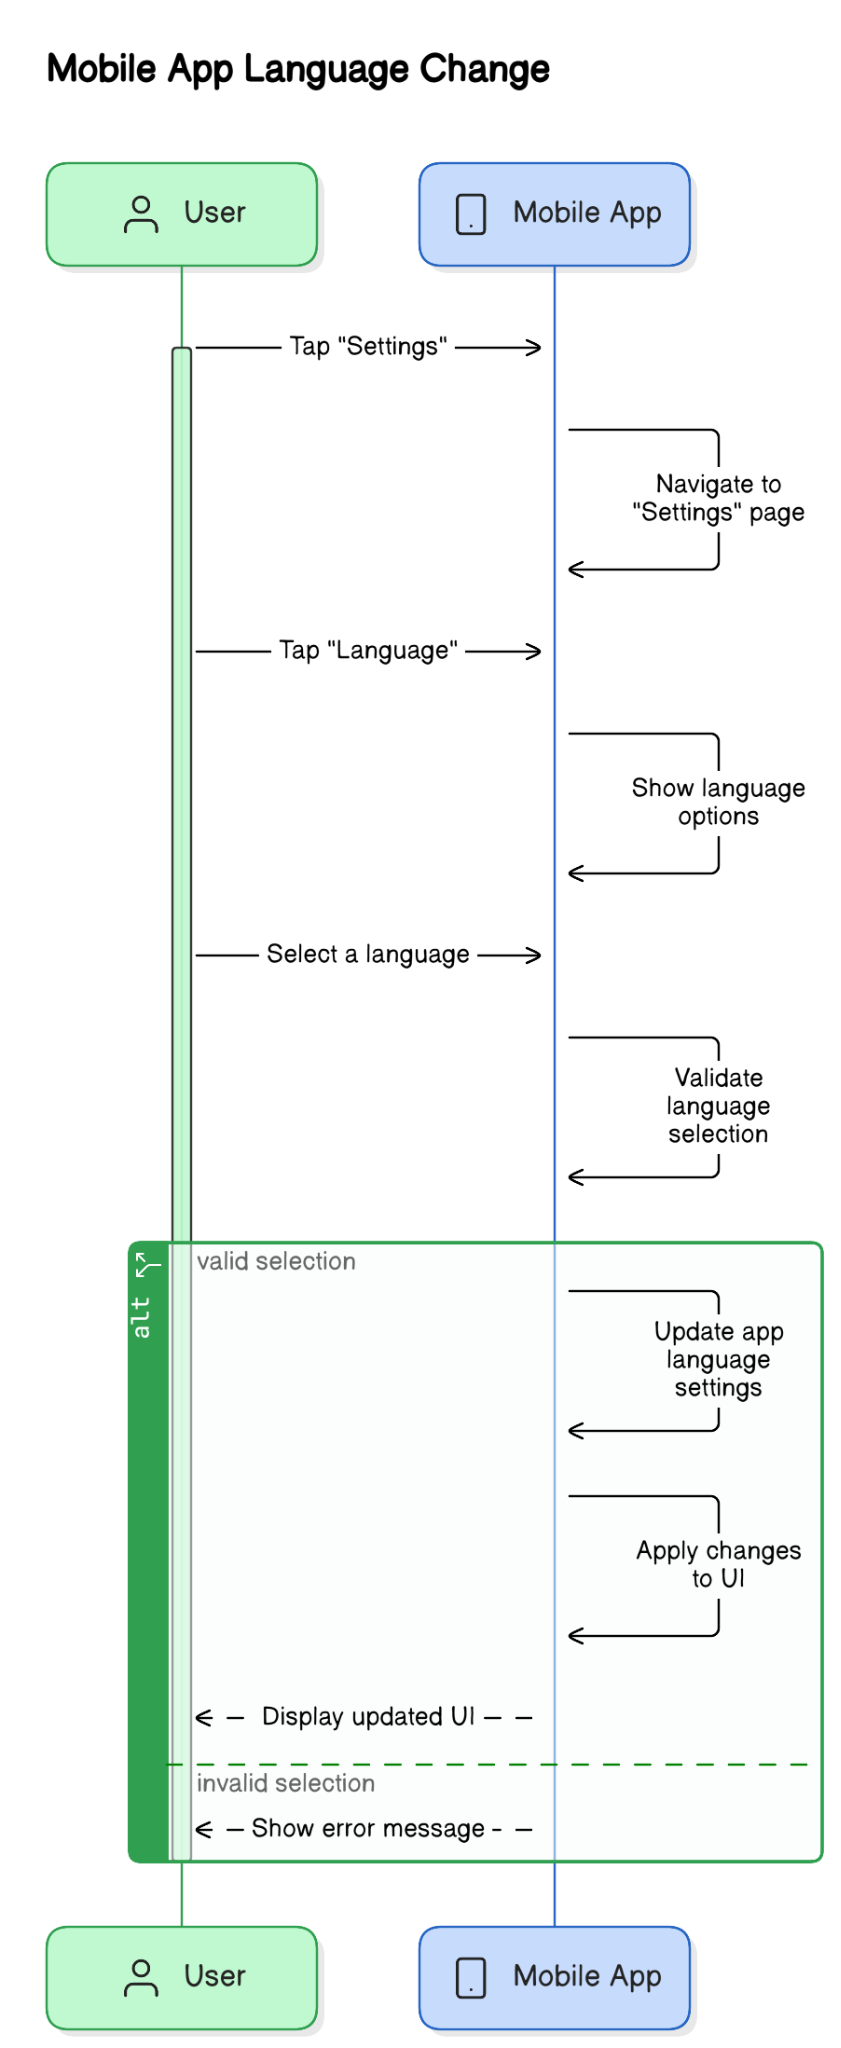 Mobile App Language Change
User
Mobile App
Tap "Settings"
Navigate to
"Settings" page
Tap "Language"
Show language
options
Select a language
Validate
language
selection
alt
valid selection
Update app
language
settings
Apply changes
to UI
Display updated UI
invalid selection
Show error message
User
Mobile App